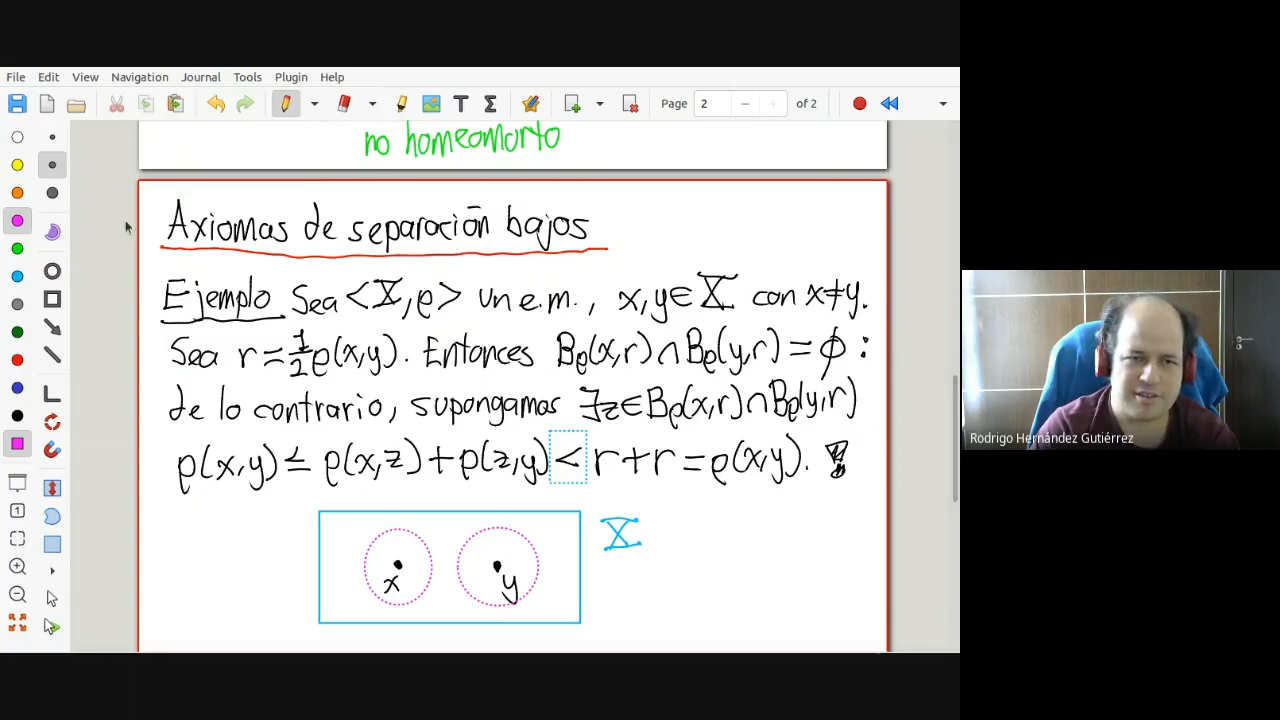 File Edit View Navigation Journal Tools Plugin Help
Page 2 of 2
no homeomorfo
Axiomas de separación bajos
Ejemplo Sea <X, ρ> un e.m., x, y ∈ X con x≠y.
Sea r = 1/2 ρ(x,y). Entonces Bρ(x,r) ∩ Bρ(y,r) = ∅ :
de lo contrario, supongamos ∃z ∈ Bρ(x,r) ∩ Bρ(y,r)
ρ(x,y) ≤ ρ(x,z) + ρ(z,y) < r + r = ρ(x,y). !
X
x y
Rodrigo Hernández Gutiérrez